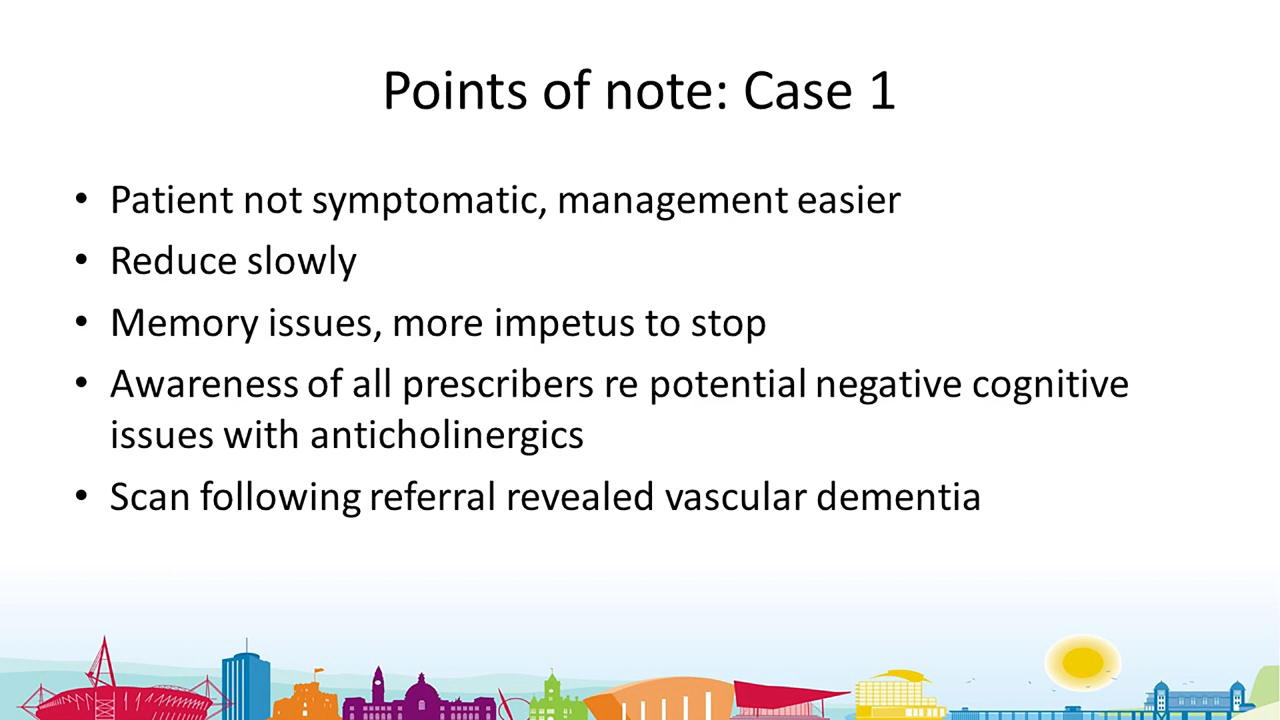 Points of note: Case 1
• Patient not symptomatic, management easier
• Reduce slowly
• Memory issues, more impetus to stop
• Awareness of all prescribers re potential negative cognitive
issues with anticholinergics
• Scan following referral revealed vascular dementia